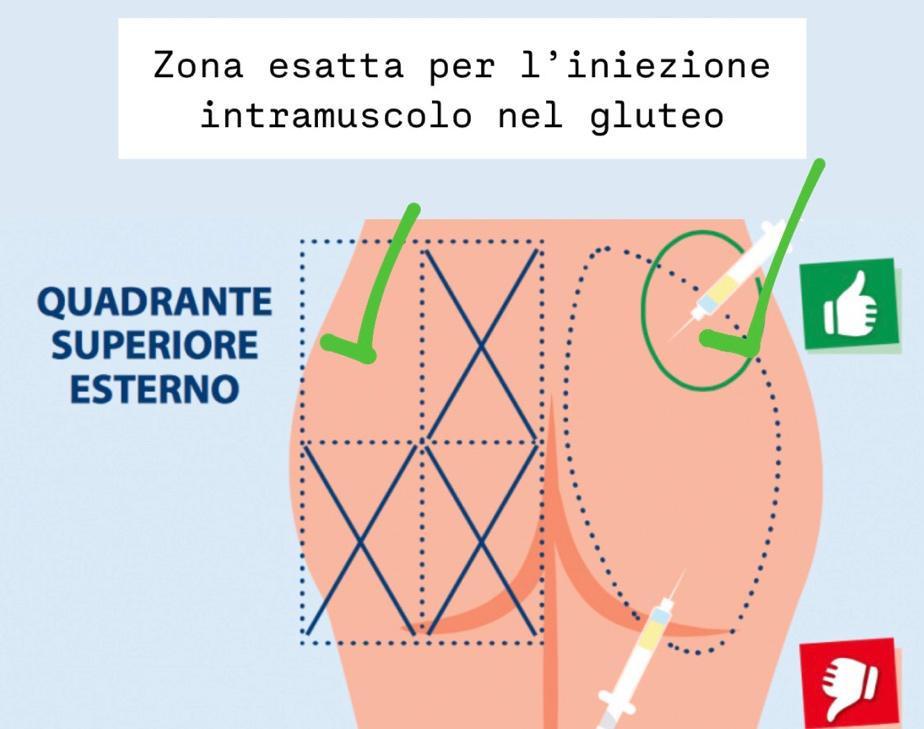 Zona esatta per l’iniezione
intramuscolo nel gluteo
QUADRANTE
SUPERIORE
ESTERNO